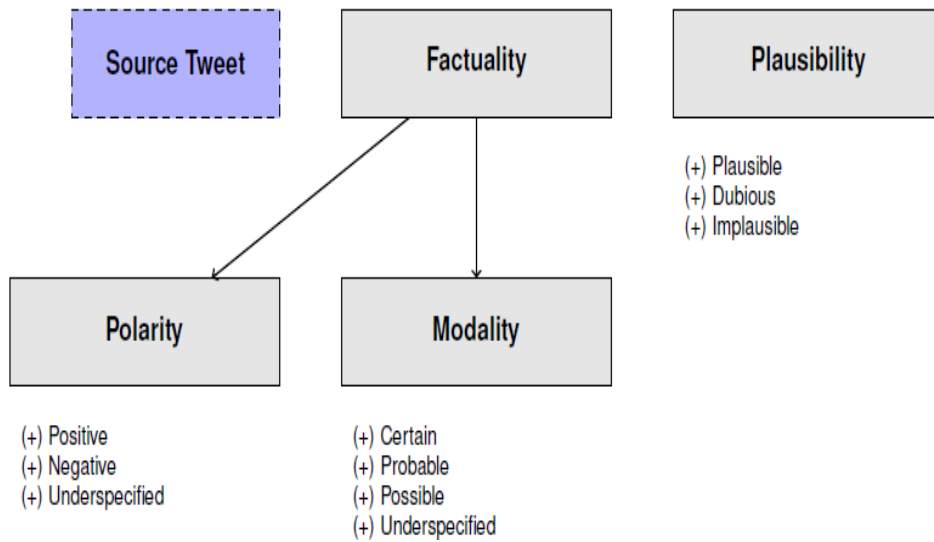 Source Tweet
Factuality
Plausibility
(+) Plausible
(+) Dubious
(+) Implausible
Polarity
Modality
(+) Positive
(+) Negative
(+) Underspecified
(+) Certain
(+) Probable
(+) Possible
(+) Underspecified